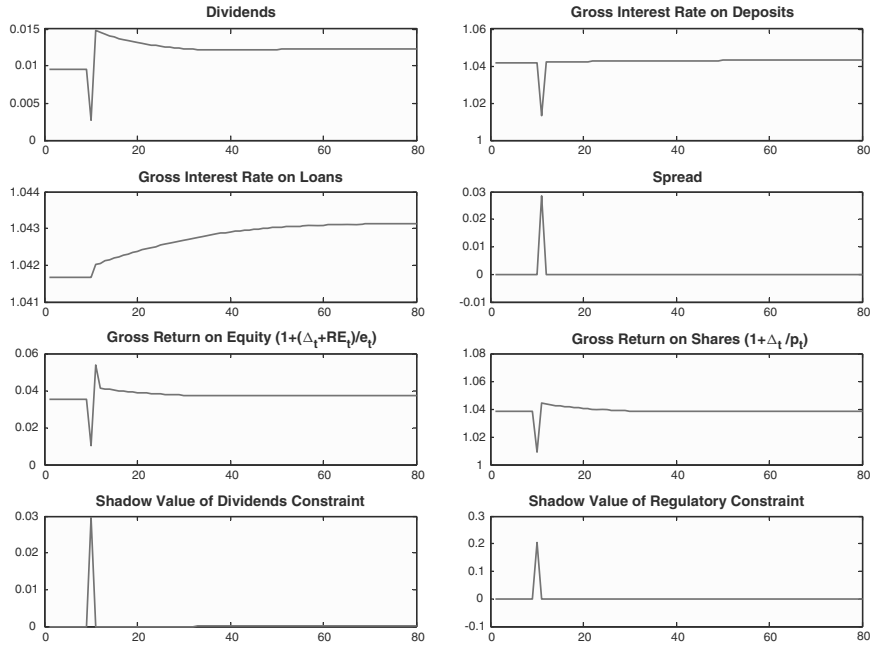 Dividends
0.015
0.01
0.005
0
0 20 40 60 80
Gross Interest Rate on Deposits
1.06
1.04
1.02
1
0 20 40 60 80
Gross Interest Rate on Loans
1.044
1.043
1.042
1.041
0 20 40 60 80
Spread
0.03
0.02
0.01
0
-0.01
0 20 40 60 80
Gross Return on Equity (1+(Δt+REt)/et)
0.06
0.04
0.02
0
0 20 40 60 80
Gross Return on Shares (1+Δt /pt)
1.08
1.06
1.04
1.02
1
0 20 40 60 80
Shadow Value of Dividends Constraint
0.03
0.02
0.01
0
0 20 40 60 80
Shadow Value of Regulatory Constraint
0.3
0.2
0.1
0
-0.1
0 20 40 60 80